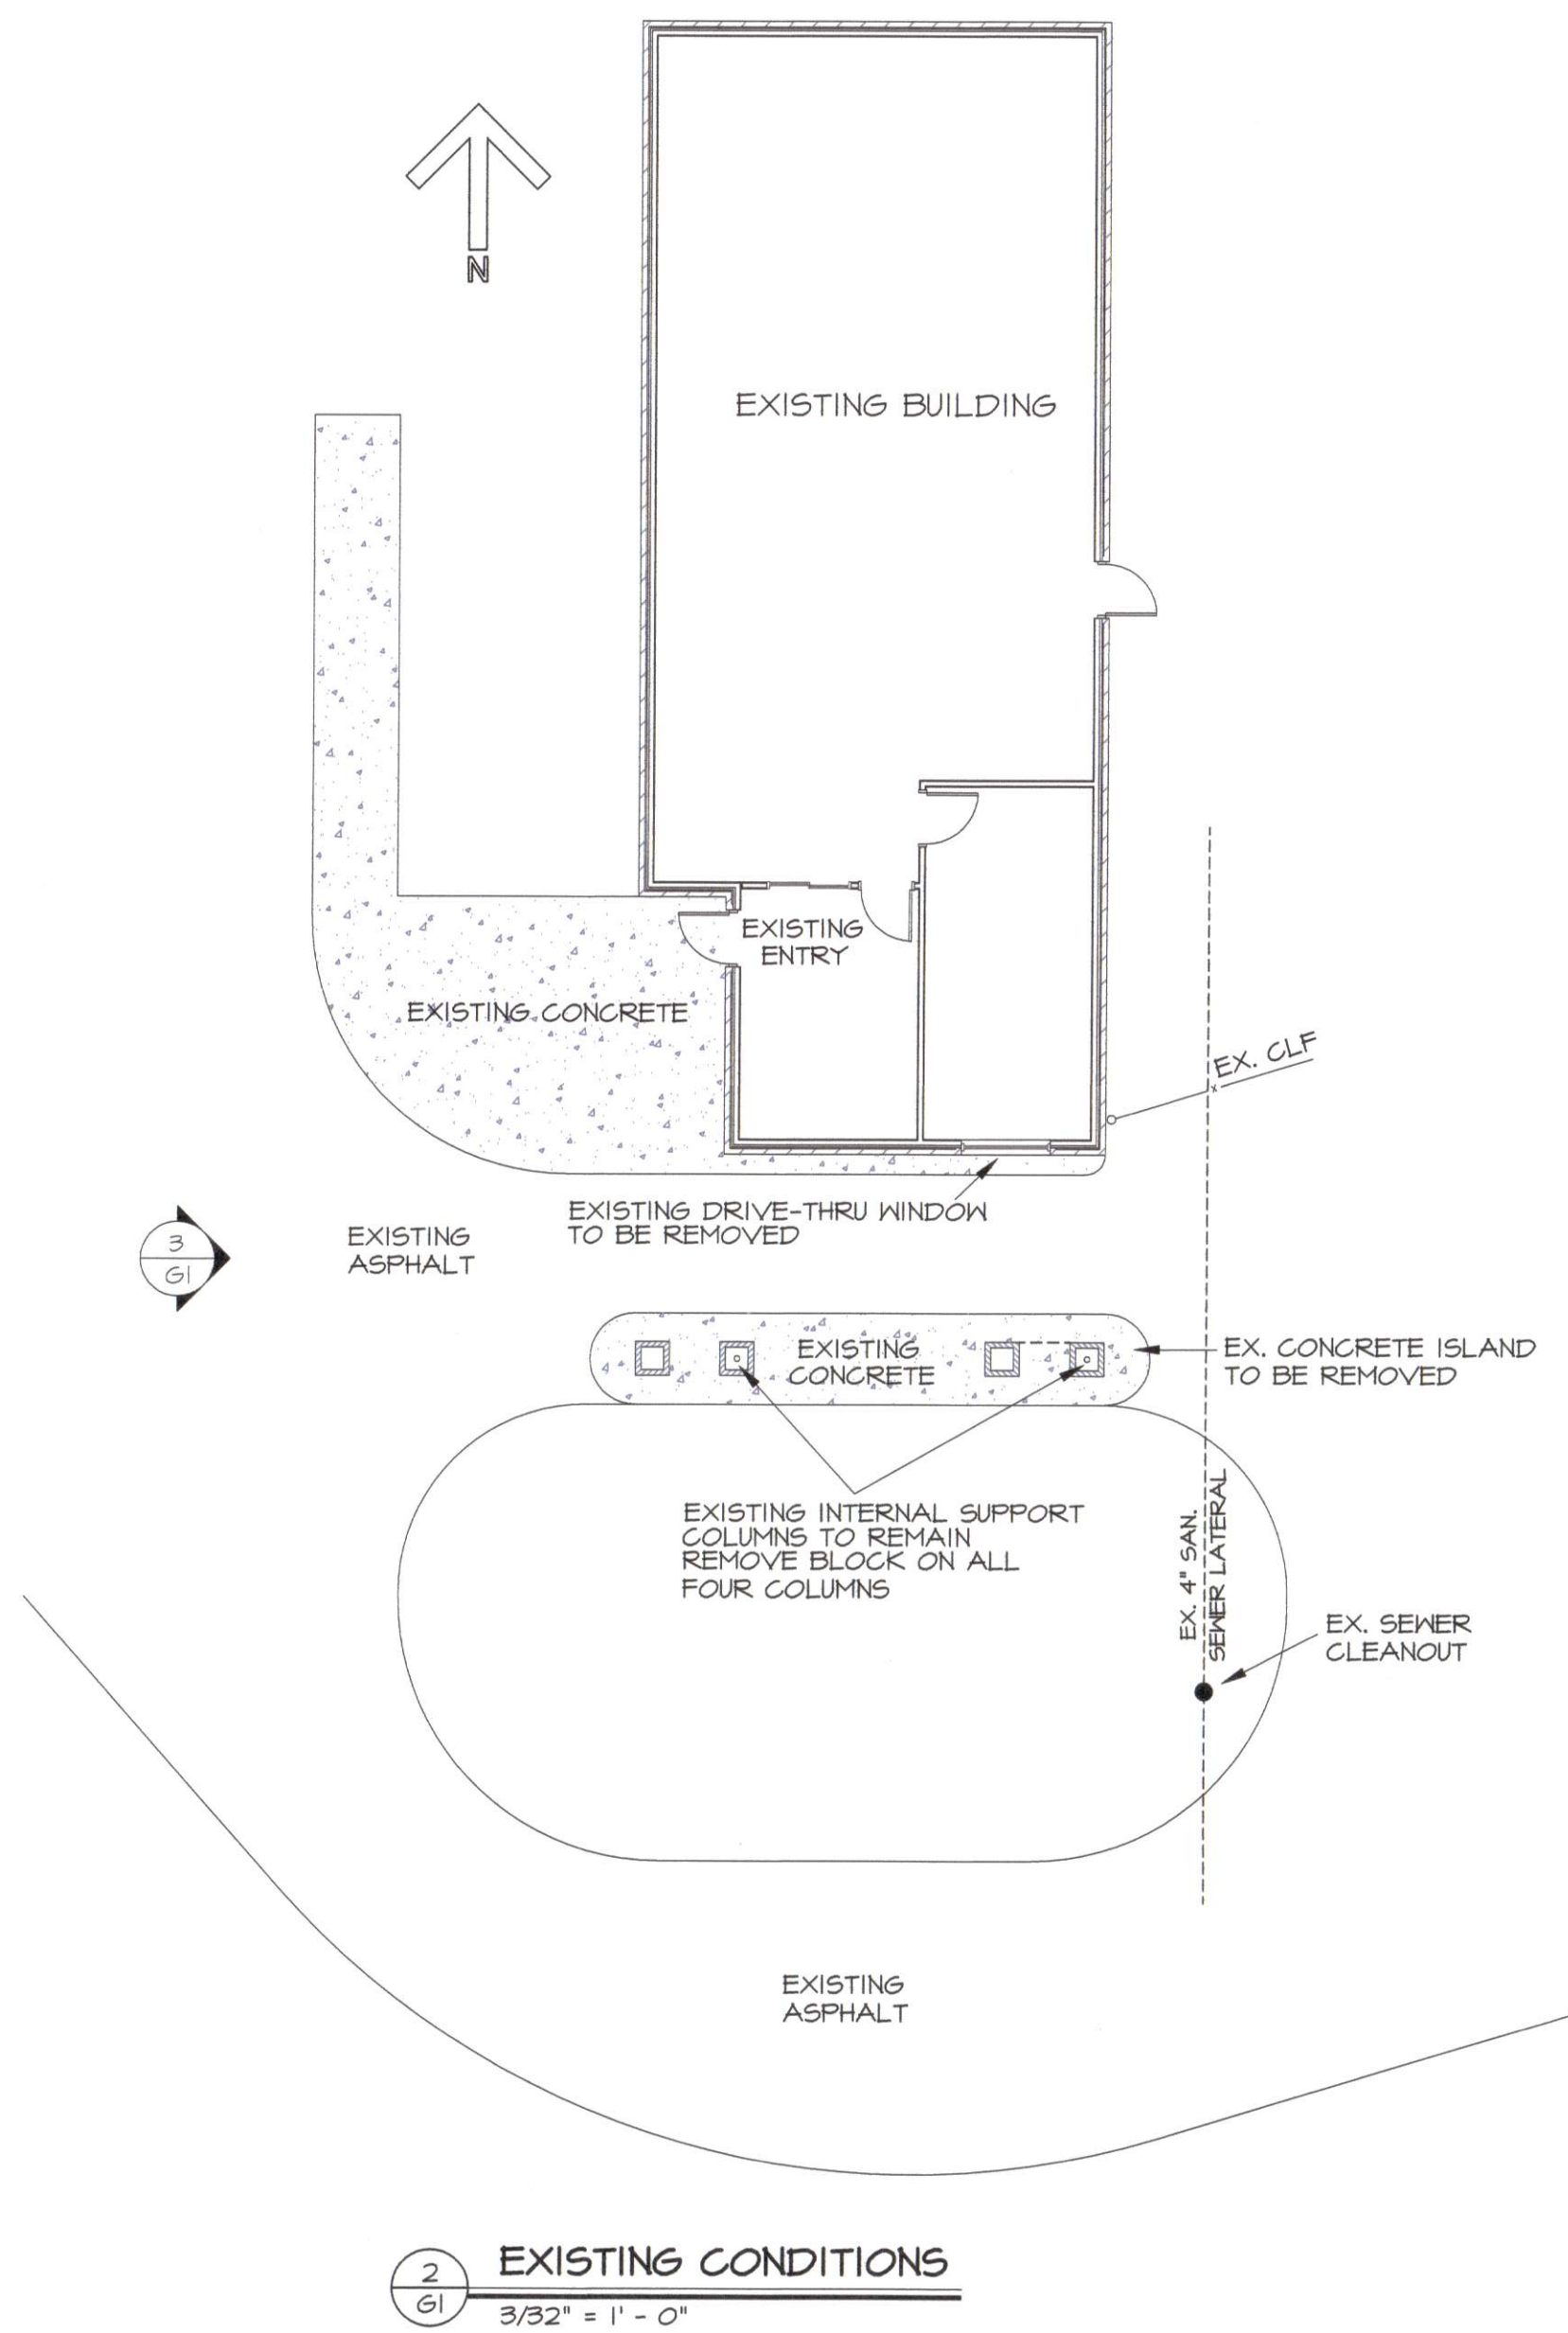 N
EXISTING BUILDING
EXISTING
ENTRY
EXISTING CONCRETE
EX. CLF
x
EXISTING DRIVE-THRU WINDOW
TO BE REMOVED
3
G1
EXISTING
ASPHALT
EXISTING
CONCRETE
EX. CONCRETE ISLAND
TO BE REMOVED
EXISTING INTERNAL SUPPORT
COLUMNS TO REMAIN
REMOVE BLOCK ON ALL
FOUR COLUMNS
EX. 4" SAN.
SEWER LATERAL
EX. SEWER
CLEANOUT
EXISTING
ASPHALT
2
G1
EXISTING CONDITIONS
3/32" = 1' - 0"